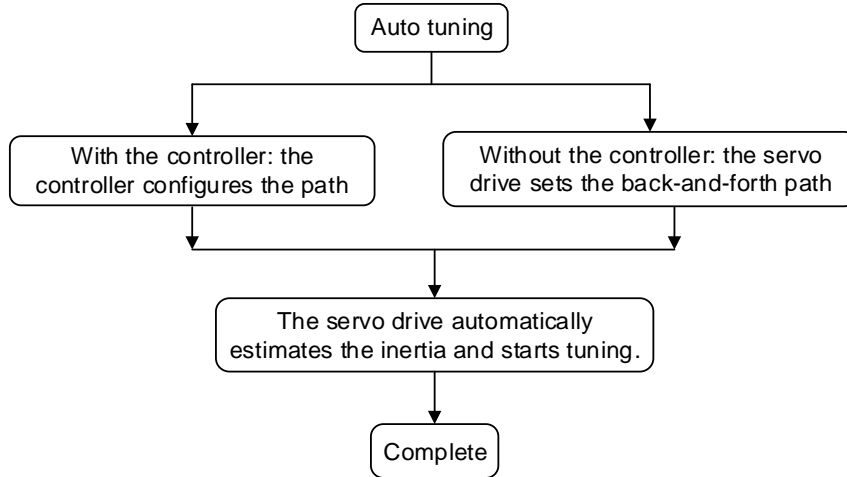 Auto tuning
With the controller: the
controller configures the path
Without the controller: the servo
drive sets the back-and-forth path
The servo drive automatically
estimates the inertia and starts tuning.
Complete